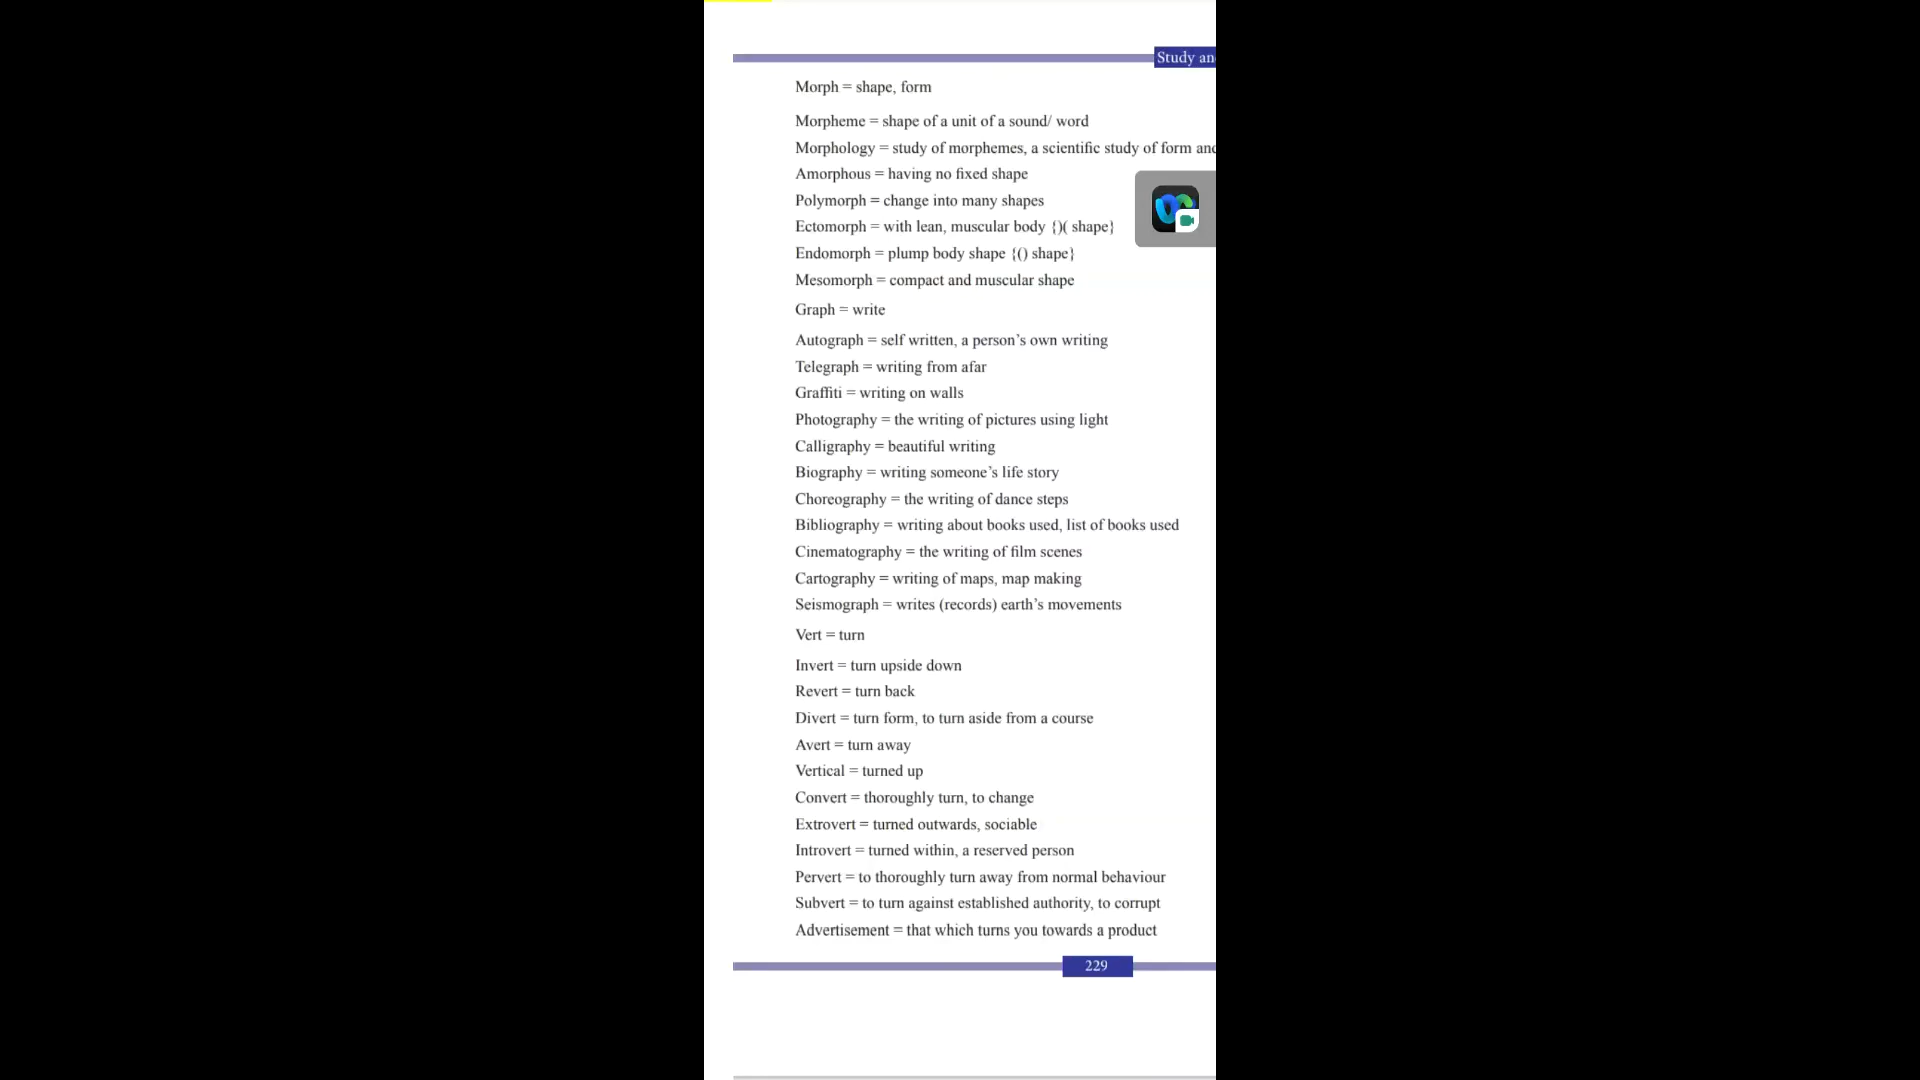 Study an
Morph = shape, form
Morpheme = shape of a unit of a sound/ word
Morphology = study of morphemes, a scientific study of form and
Amorphous = having no fixed shape
Polymorph = change into many shapes
Ectomorph = with lean, muscular body {)( shape}
Endomorph = plump body shape {() shape}
Mesomorph = compact and muscular shape
Graph = write
Autograph = self written, a person’s own writing
Telegraph = writing from afar
Graffiti = writing on walls
Photography = the writing of pictures using light
Calligraphy = beautiful writing
Biography = writing someone’s life story
Choreography = the writing of dance steps
Bibliography = writing about books used, list of books used
Cinematography = the writing of film scenes
Cartography = writing of maps, map making
Seismograph = writes (records) earth’s movements
Vert = turn
Invert = turn upside down
Revert = turn back
Divert = turn form, to turn aside from a course
Avert = turn away
Vertical = turned up
Convert = thoroughly turn, to change
Extrovert = turned outwards, sociable
Introvert = turned within, a reserved person
Pervert = to thoroughly turn away from normal behaviour
Subvert = to turn against established authority, to corrupt
Advertisement = that which turns you towards a product
229